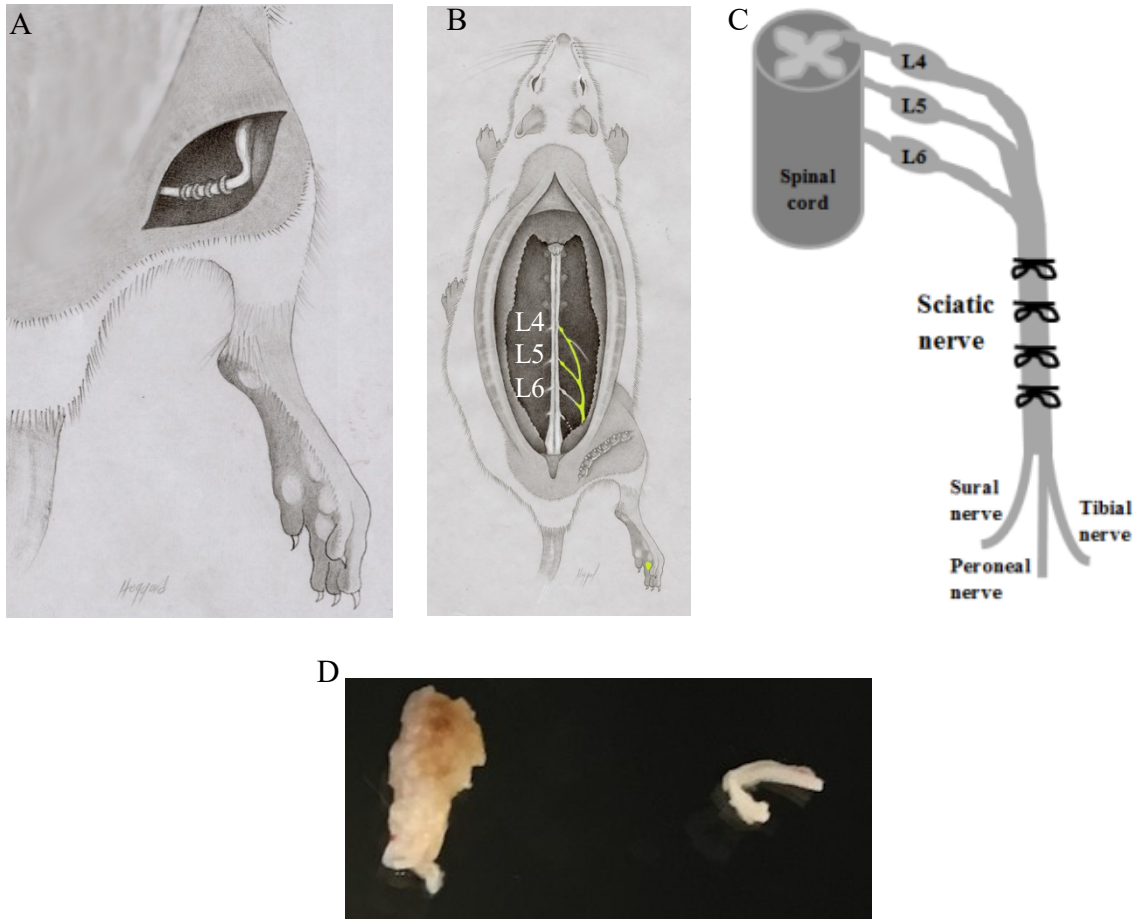 A
B
C
L4
L5
L6
L4
L5
L6
Spinal
cord
Sciatic
nerve
Sural
nerve
Tibial
nerve
Peroneal
nerve
D